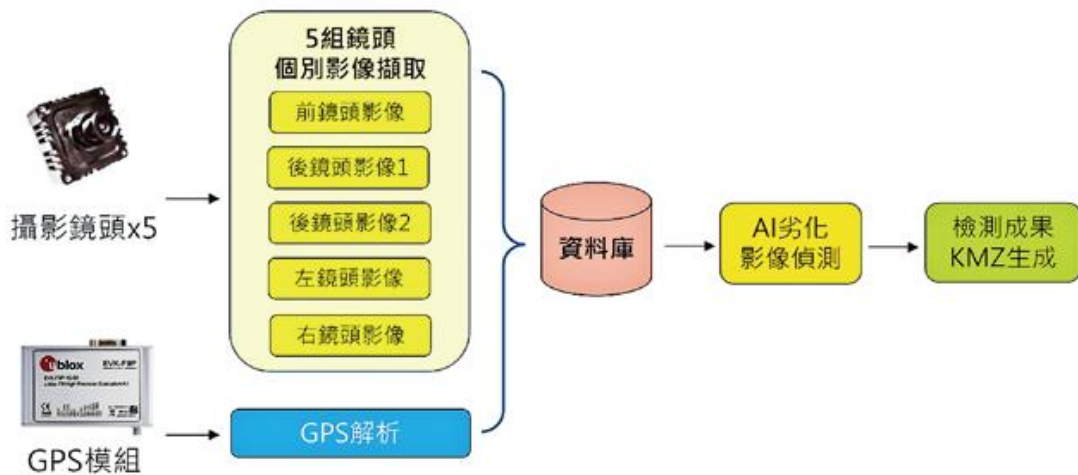 5組鏡頭
個別影像擷取
前鏡頭影像
後鏡頭影像1
後鏡頭影像2
左鏡頭影像
右鏡頭影像
攝影鏡頭x5
資料庫
AI劣化
影像偵測
檢測成果
KMZ生成
ublox
EVK-F9P
GPS模組
GPS解析